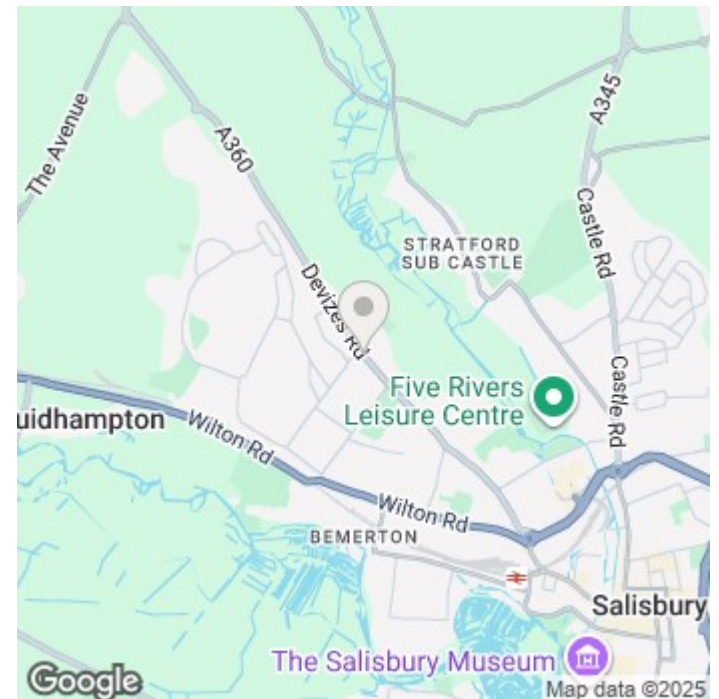 The Avenue
A360
A345
Castle Rd
STRATFORD
SUB CASTLE
Devizes Rd
Five Rivers
Leisure Centre
Castle Rd
uidhampton
Wilton Rd
Wilton Rd
BEMERTON
Salisbury
The Salisbury Museum
Google
Map data ©2025